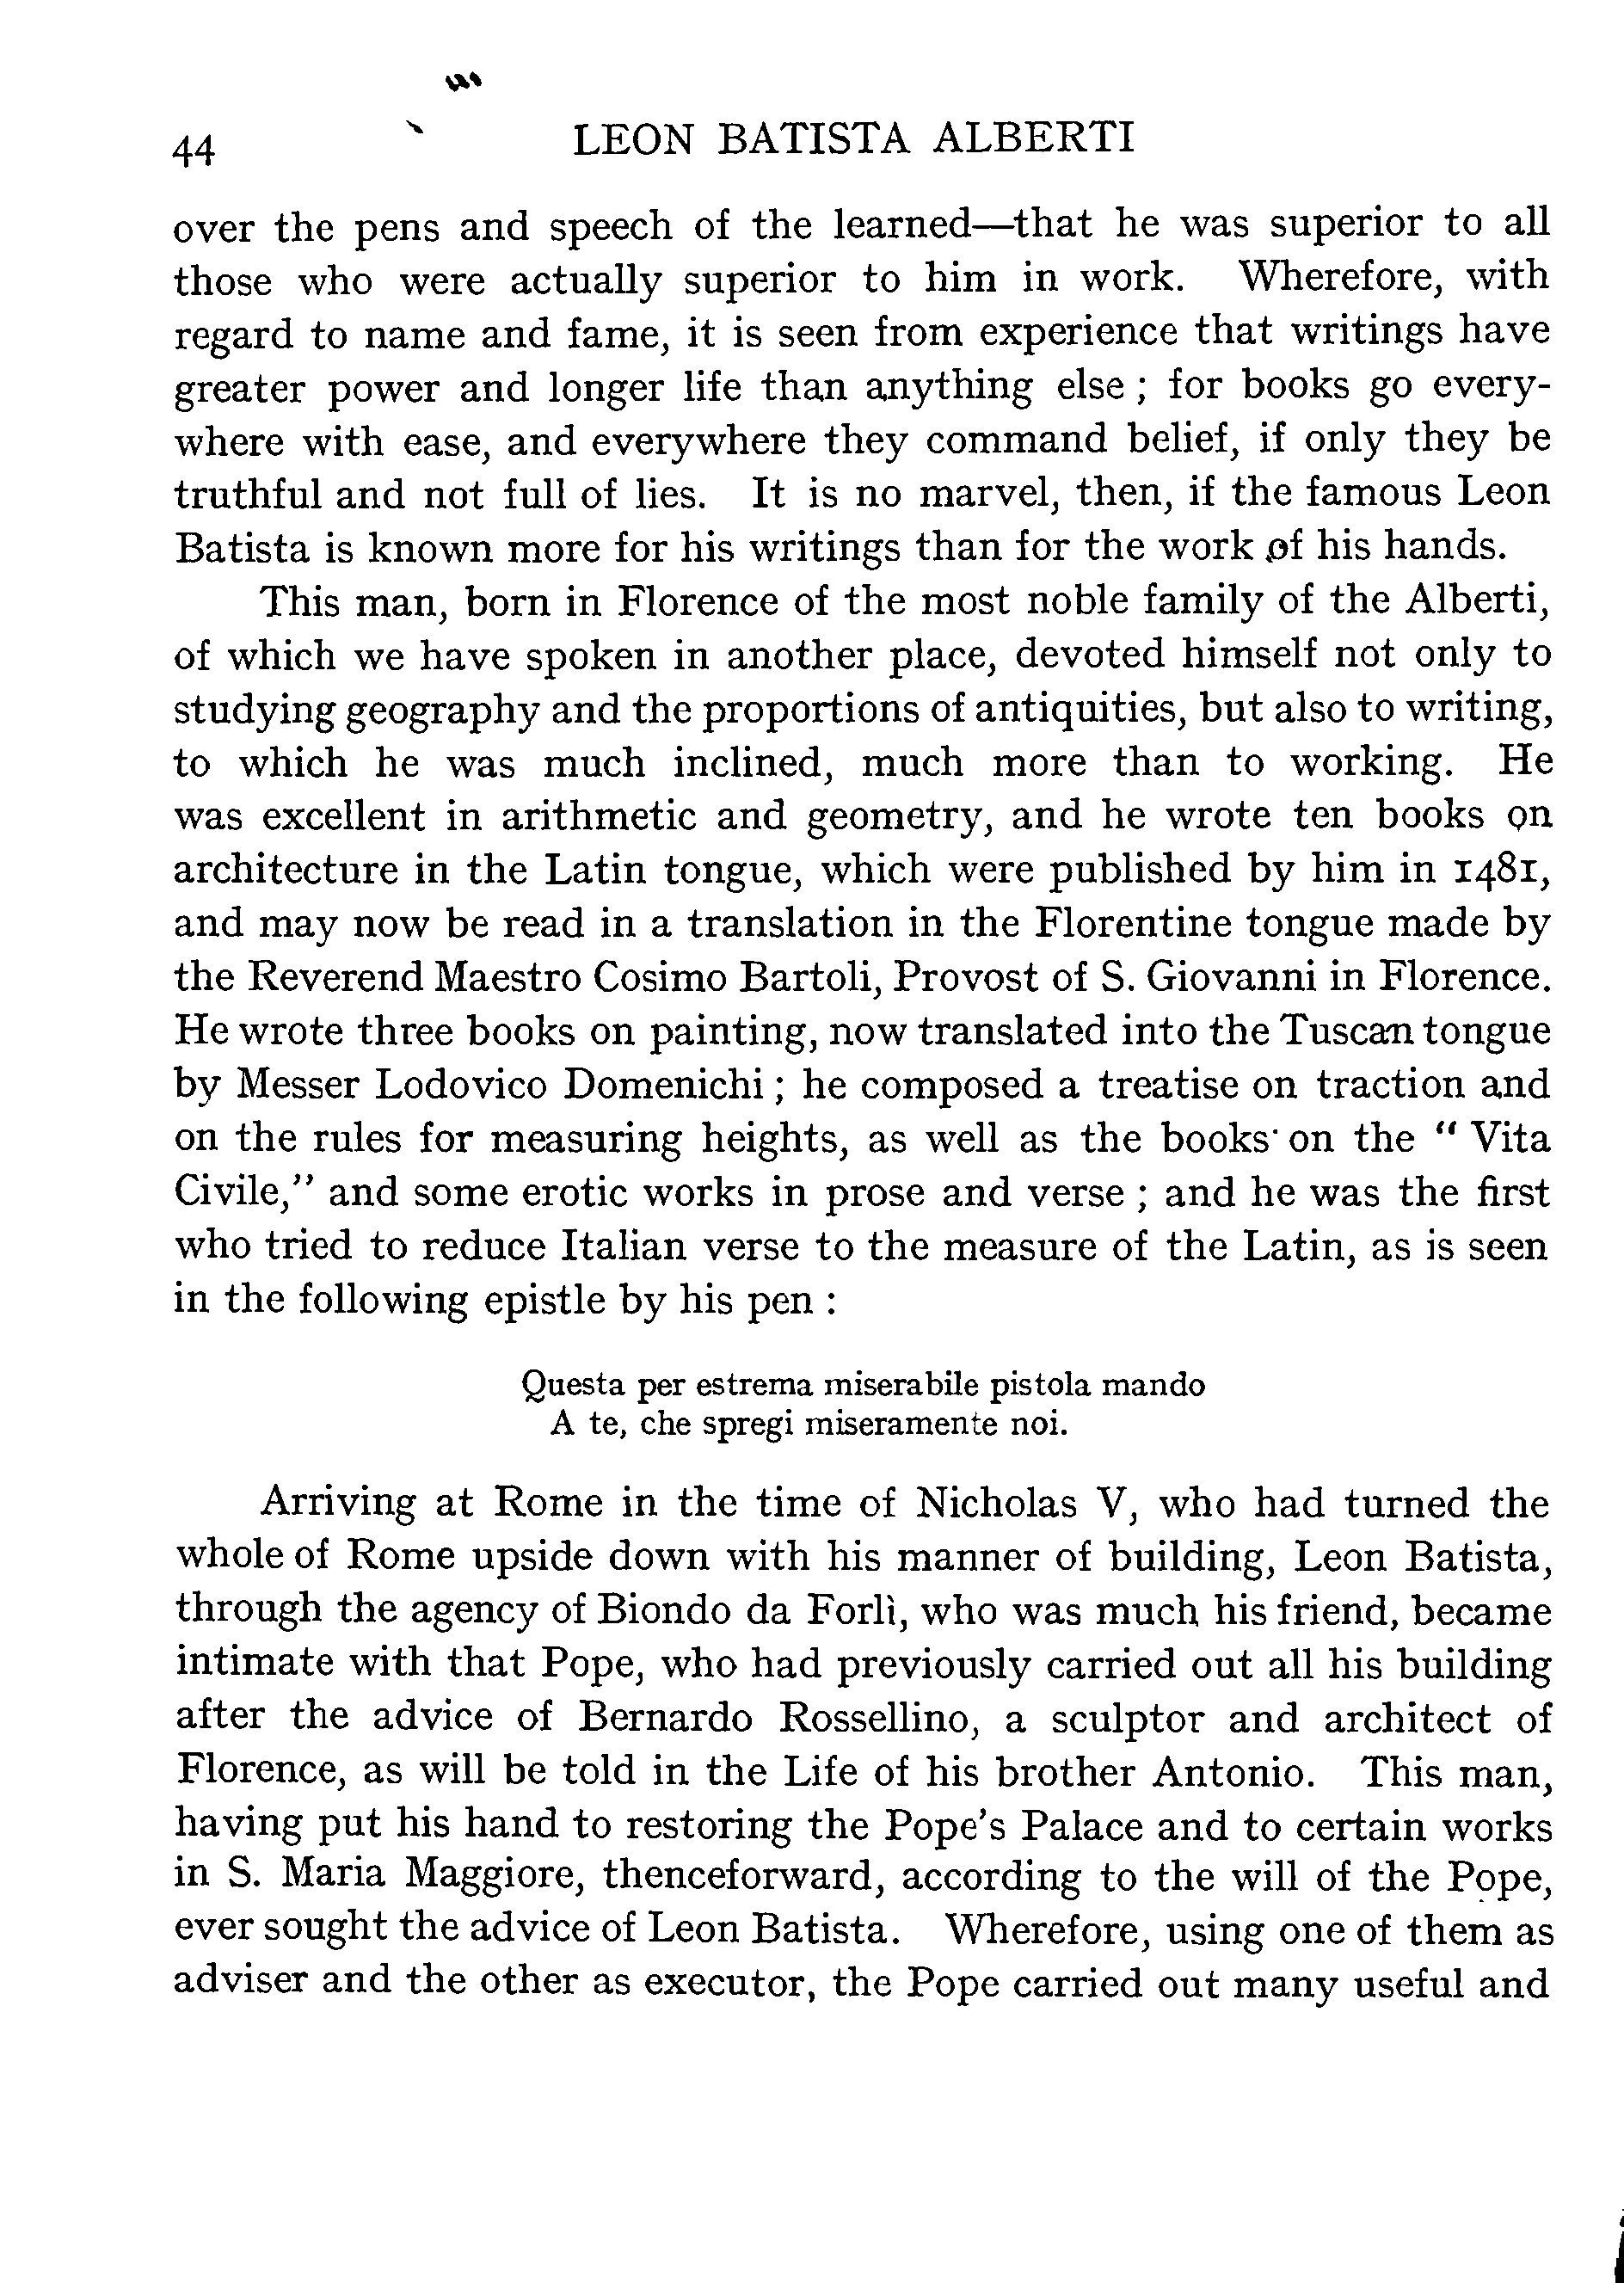 44 LEON BATISTA ALBERTI
over the pens and speech of the learned—that he was superior to all
those who were actually superior to him in work. Wherefore, with
regard to name and fame, it is seen from experience that writings have
greater power and longer life than anything else ; for books go every-
where with ease, and everywhere they command belief, if only they be
truthful and not full of lies. It is no marvel, then, if the famous Leon
Batista is known more for his writings than for the work of his hands.
This man, born in Florence of the most noble family of the Alberti,
of which we have spoken in another place, devoted himself not only to
studying geography and the proportions of antiquities, but also to writing,
to which he was much inclined, much more than to working. He
was excellent in arithmetic and geometry, and he wrote ten books on
architecture in the Latin tongue, which were published by him in 1481,
and may now be read in a translation in the Florentine tongue made by
the Reverend Maestro Cosimo Bartoli, Provost of S. Giovanni in Florence.
He wrote three books on painting, now translated into the Tuscan tongue
by Messer Lodovico Domenichi ; he composed a treatise on traction and
on the rules for measuring heights, as well as the books on the “ Vita
Civile,” and some erotic works in prose and verse ; and he was the first
who tried to reduce Italian verse to the measure of the Latin, as is seen
in the following epistle by his pen :
Questa per estrema miserabile pistola mando
A te, che spregi miseramente noi.
Arriving at Rome in the time of Nicholas V, who had turned the
whole of Rome upside down with his manner of building, Leon Batista,
through the agency of Biondo da Forlì, who was much his friend, became
intimate with that Pope, who had previously carried out all his building
after the advice of Bernardo Rossellino, a sculptor and architect of
Florence, as will be told in the Life of his brother Antonio. This man,
having put his hand to restoring the Pope’s Palace and to certain works
in S. Maria Maggiore, thenceforward, according to the will of the Pope,
ever sought the advice of Leon Batista. Wherefore, using one of them as
adviser and the other as executor, the Pope carried out many useful and